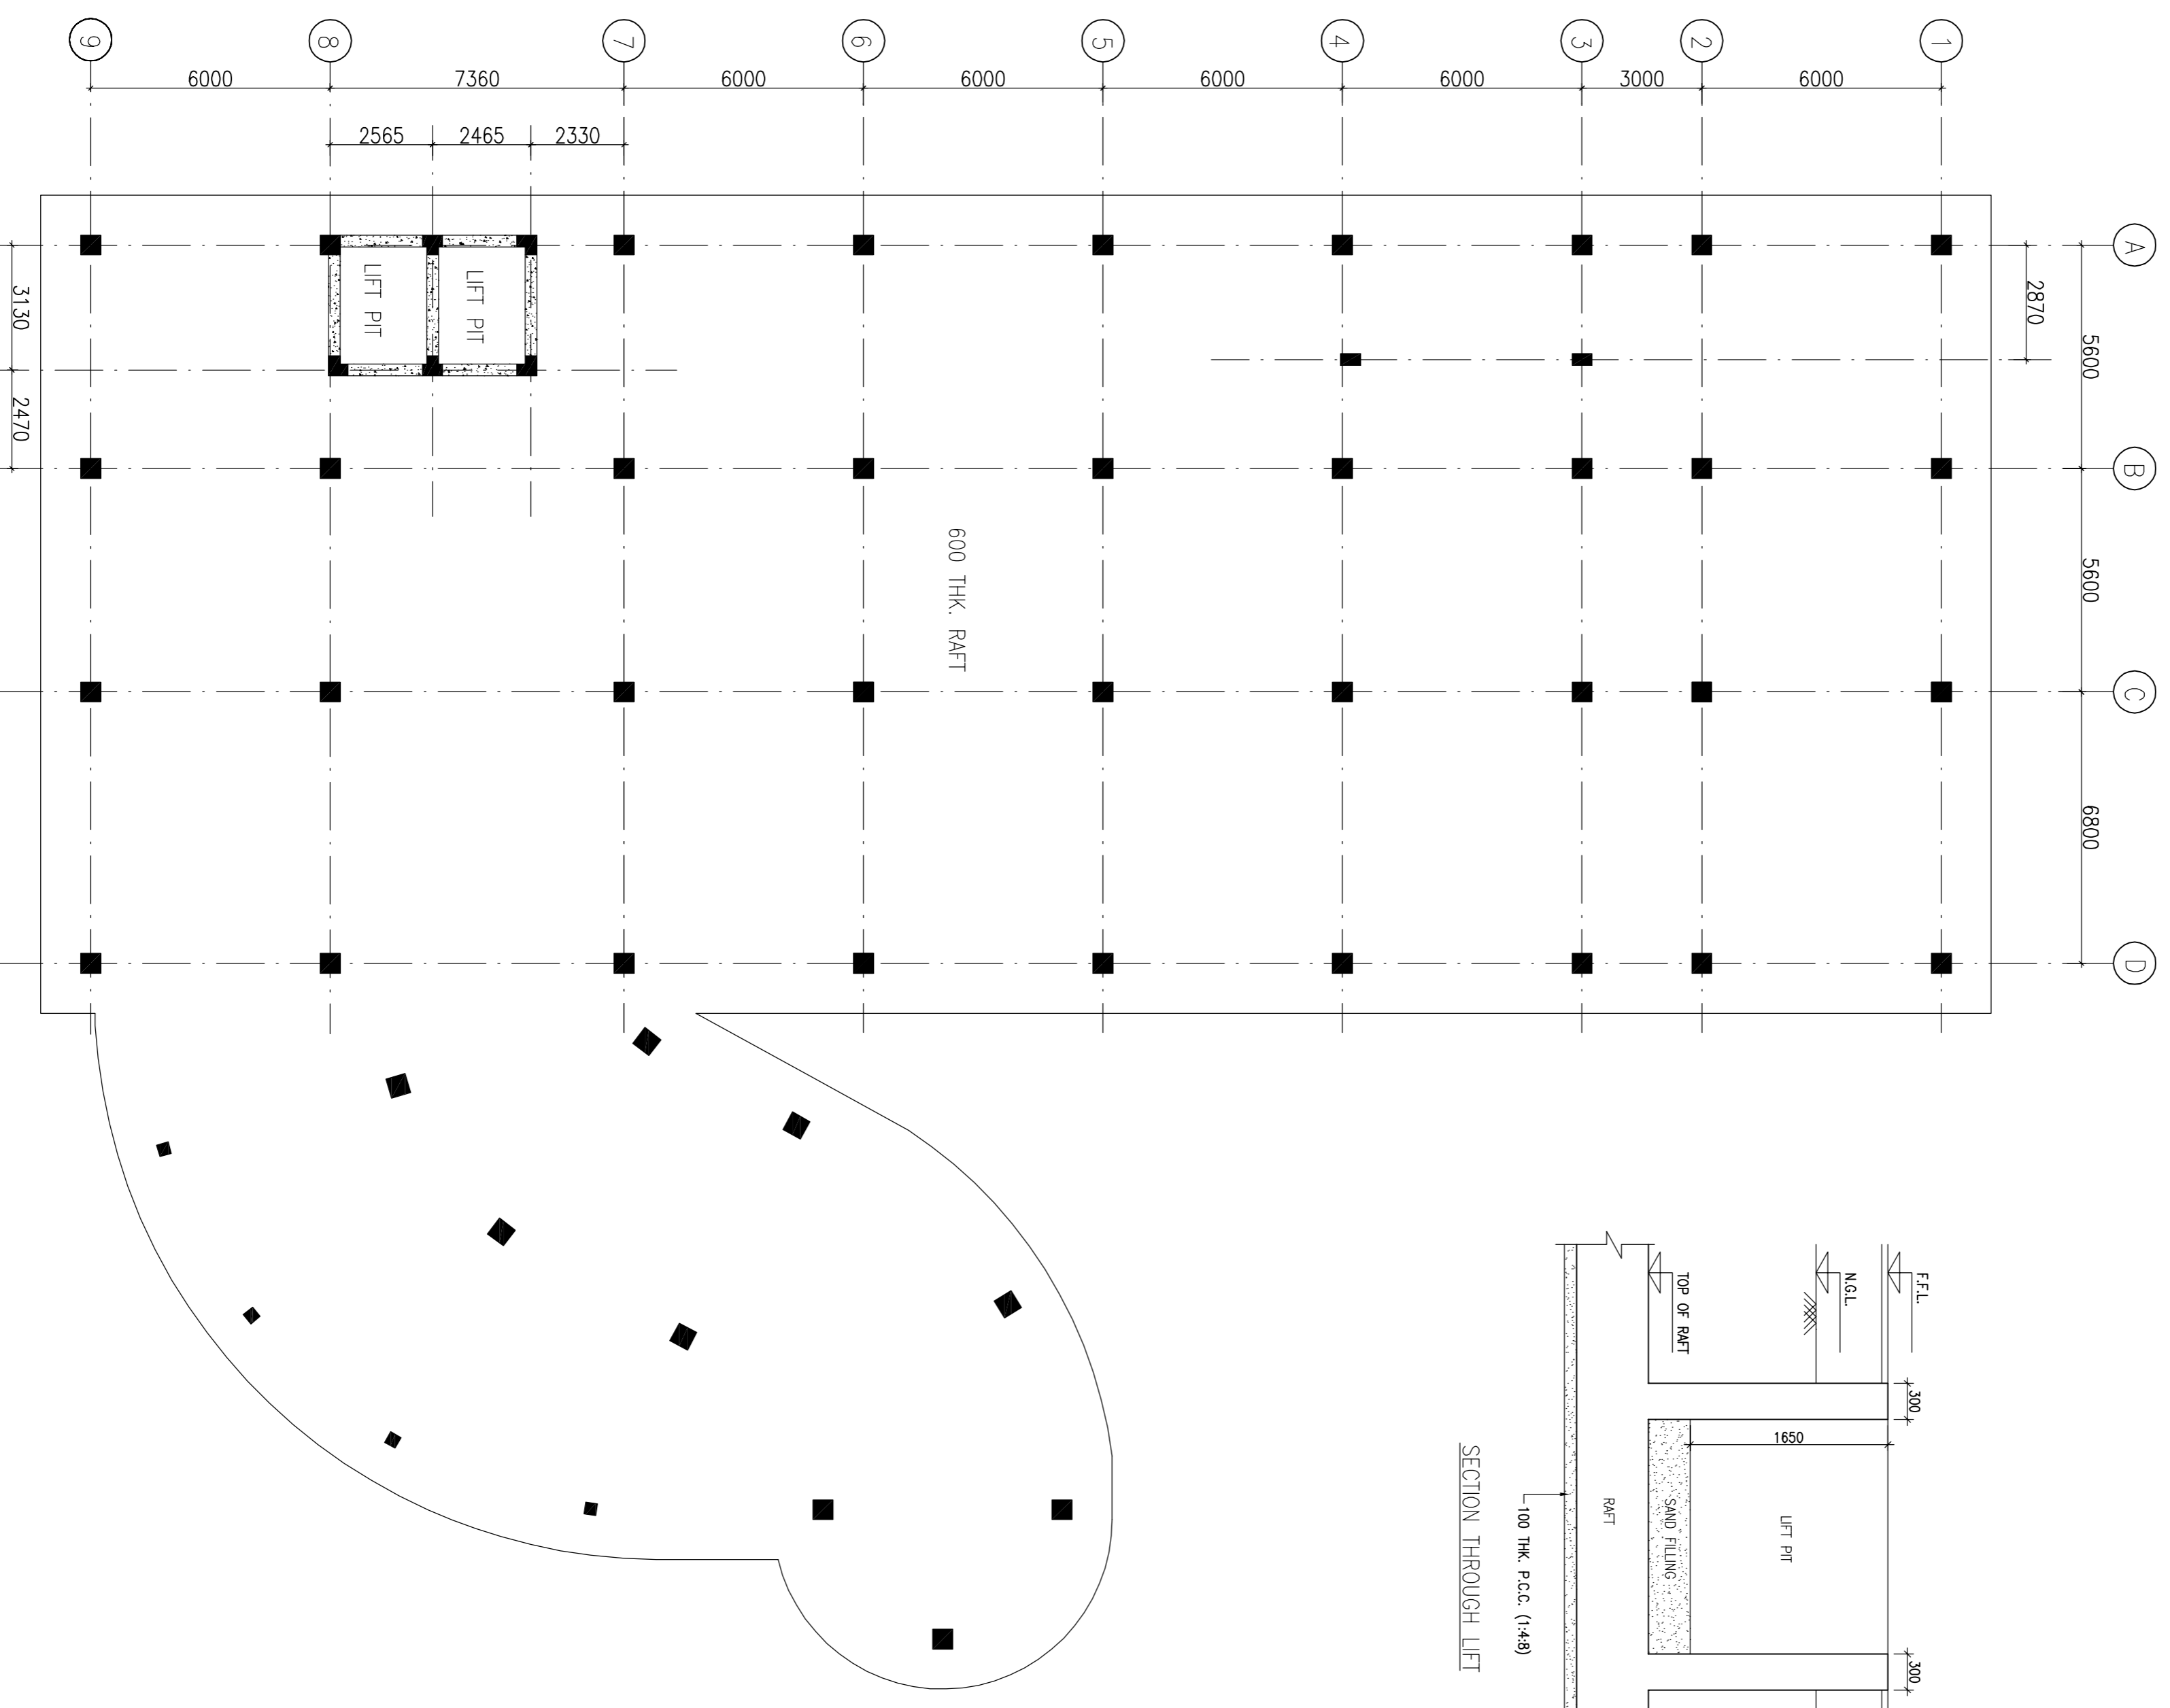 9
8
7
6
5
4
3
2
1
6000
7360
6000
6000
6000
6000
3000
6000
2565
2465
2330
A
B
C
D
2870
5600
5600
6800
3130
2470
LIFT PIT
LIFT PIT
600 THK. RAFT
F.F.L.
N.G.L.
TOP OF RAFT
300
1650
LIFT PIT
SAND FILLING
RAFT
300
100 THK. P.C.C. (1:4:8)
SECTION THROUGH LIFT